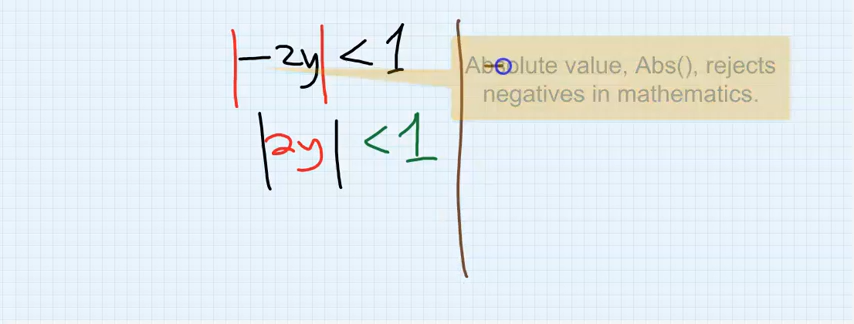 |-2y| < 1
Absolute value, Abs(), rejects
negatives in mathematics.
|2y| < 1